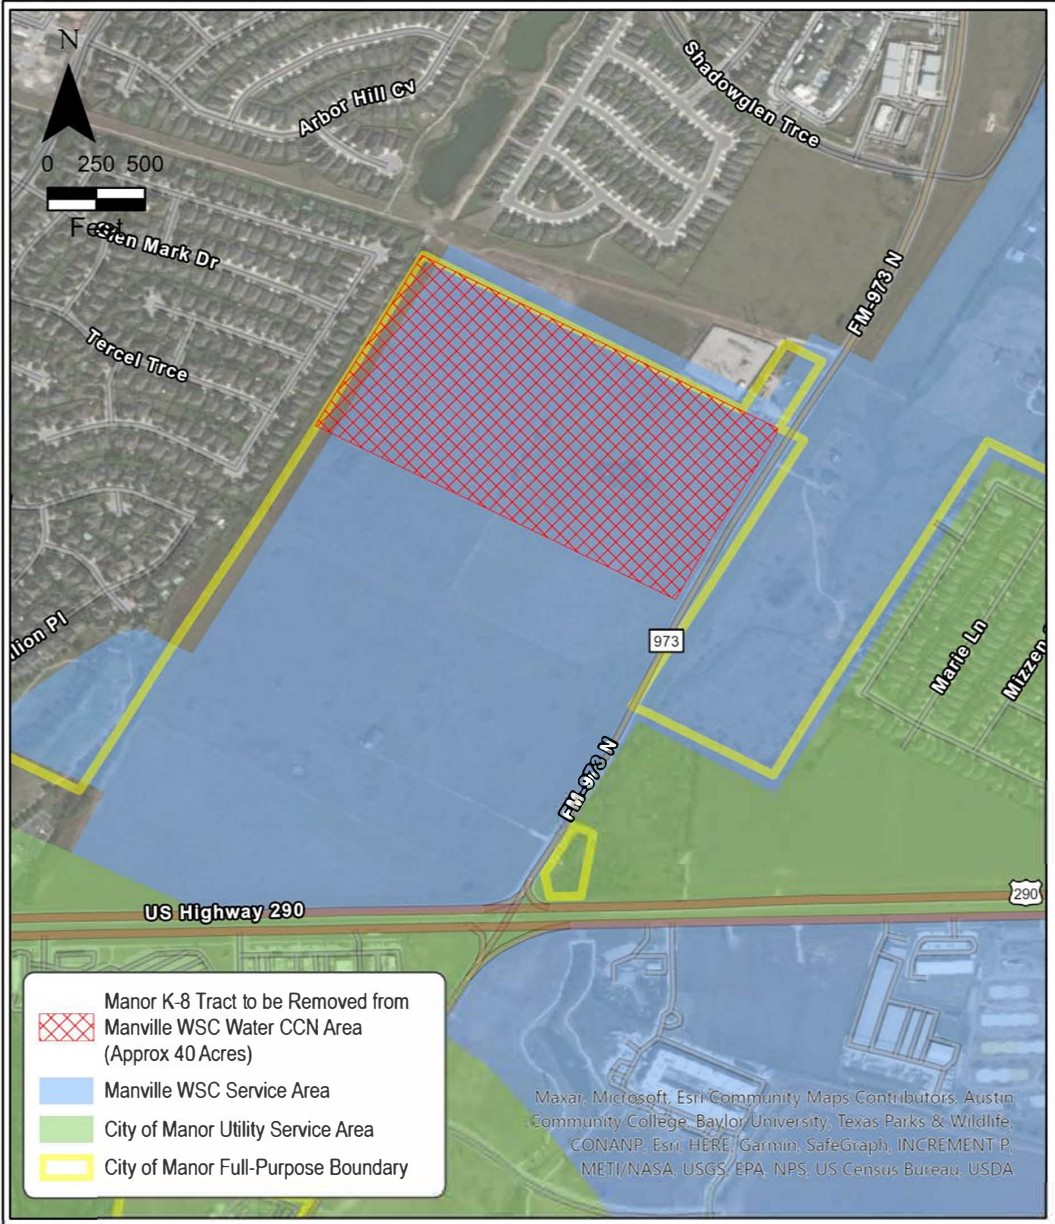 N
0 250 500
Feet
Arbor Hill Cv
Shadowglen Trce
Glen Mark Dr
Tercel Trce
FM-973 N
llion Pl
973
Marie Ln
Mizzen
FM-973 N
US Highway 290
290
Manor K-8 Tract to be Removed from
Manville WSC Water CCN Area
(Approx 40 Acres)
Manville WSC Service Area
City of Manor Utility Service Area
City of Manor Full-Purpose Boundary
Maxar, Microsoft, Esri Community Maps Contributors, Austin
Community College, Baylor University, Texas Parks & Wildlife,
CONANP, Esri, HERE, Garmin, SafeGraph, INCREMENT P,
METI/NASA, USGS, EPA, NPS, US Census Bureau, USDA